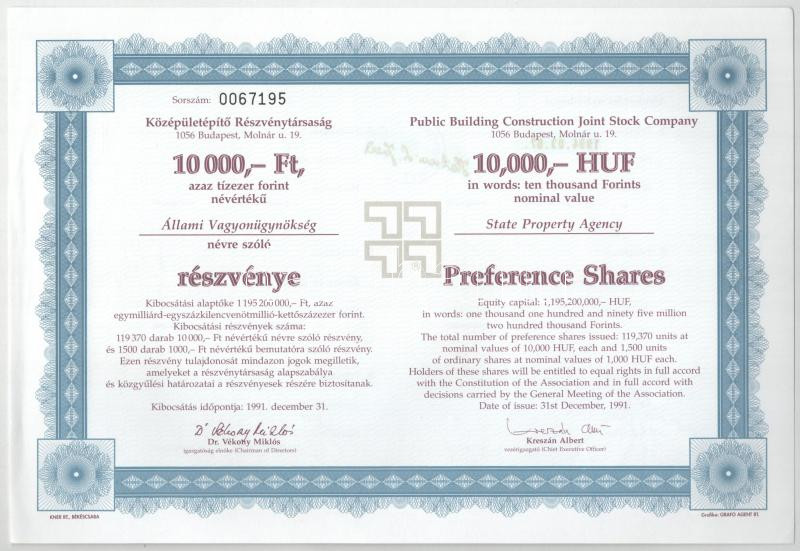 Sorszám: 0067195
Középületépítő Részvénytársaság
1056 Budapest, Molnár u. 19.
10 000,– Ft,
azaz tízezer forint
névértékű
Állami Vagyonügynökség
névre szóló
részvénye
Kibocsátási alaptőke 1 195 200 000,– Ft, azaz
egymilliárd-egyszázkilencvenötmillió-kettőszázezer forint.
Kibocsátási részvények száma:
119 370 darab 10 000,– Ft névértékű névre szóló részvény,
és 1500 darab 1000,– Ft névértékű bemutatóra szóló részvény.
Ezen részvény tulajdonosát mindazon jogok megilletik,
amelyeket a részvénytársaság alapszabálya
és közgyűlési határozatai a részvényesek részére biztosítanak.
Kibocsátás időpontja: 1991. december 31.
Dr. Vékony Miklós
Dr. Vékony Miklós
igazgatóság elnöke (Chairman of Directors)
Public Building Construction Joint Stock Company
1056 Budapest, Molnár u. 19.
10,000,– HUF
in words: ten thousand Forints
nominal value
State Property Agency
Preference Shares
Equity capital: 1,195,200,000,– HUF,
in words: one thousand one hundred and ninety five million
two hundred thousand Forints.
The total number of preference shares issued: 119,370 units at
nominal values of 10,000 HUF, each and 1,500 units
of ordinary shares at nominal values of 1,000 HUF each.
Holders of these shares will be entitled to equal rights in full accord
with the Constitution of the Association and in full accord with
decisions carried by the General Meeting of the Association.
Date of issue: 31st December, 1991.
Kreszán Albert
Kreszán Albert
vezérigazgató (Chief Executive Officer)
KNER RT., BÉKÉSCSABA
Grafika: GRAFO AGENT Bt.